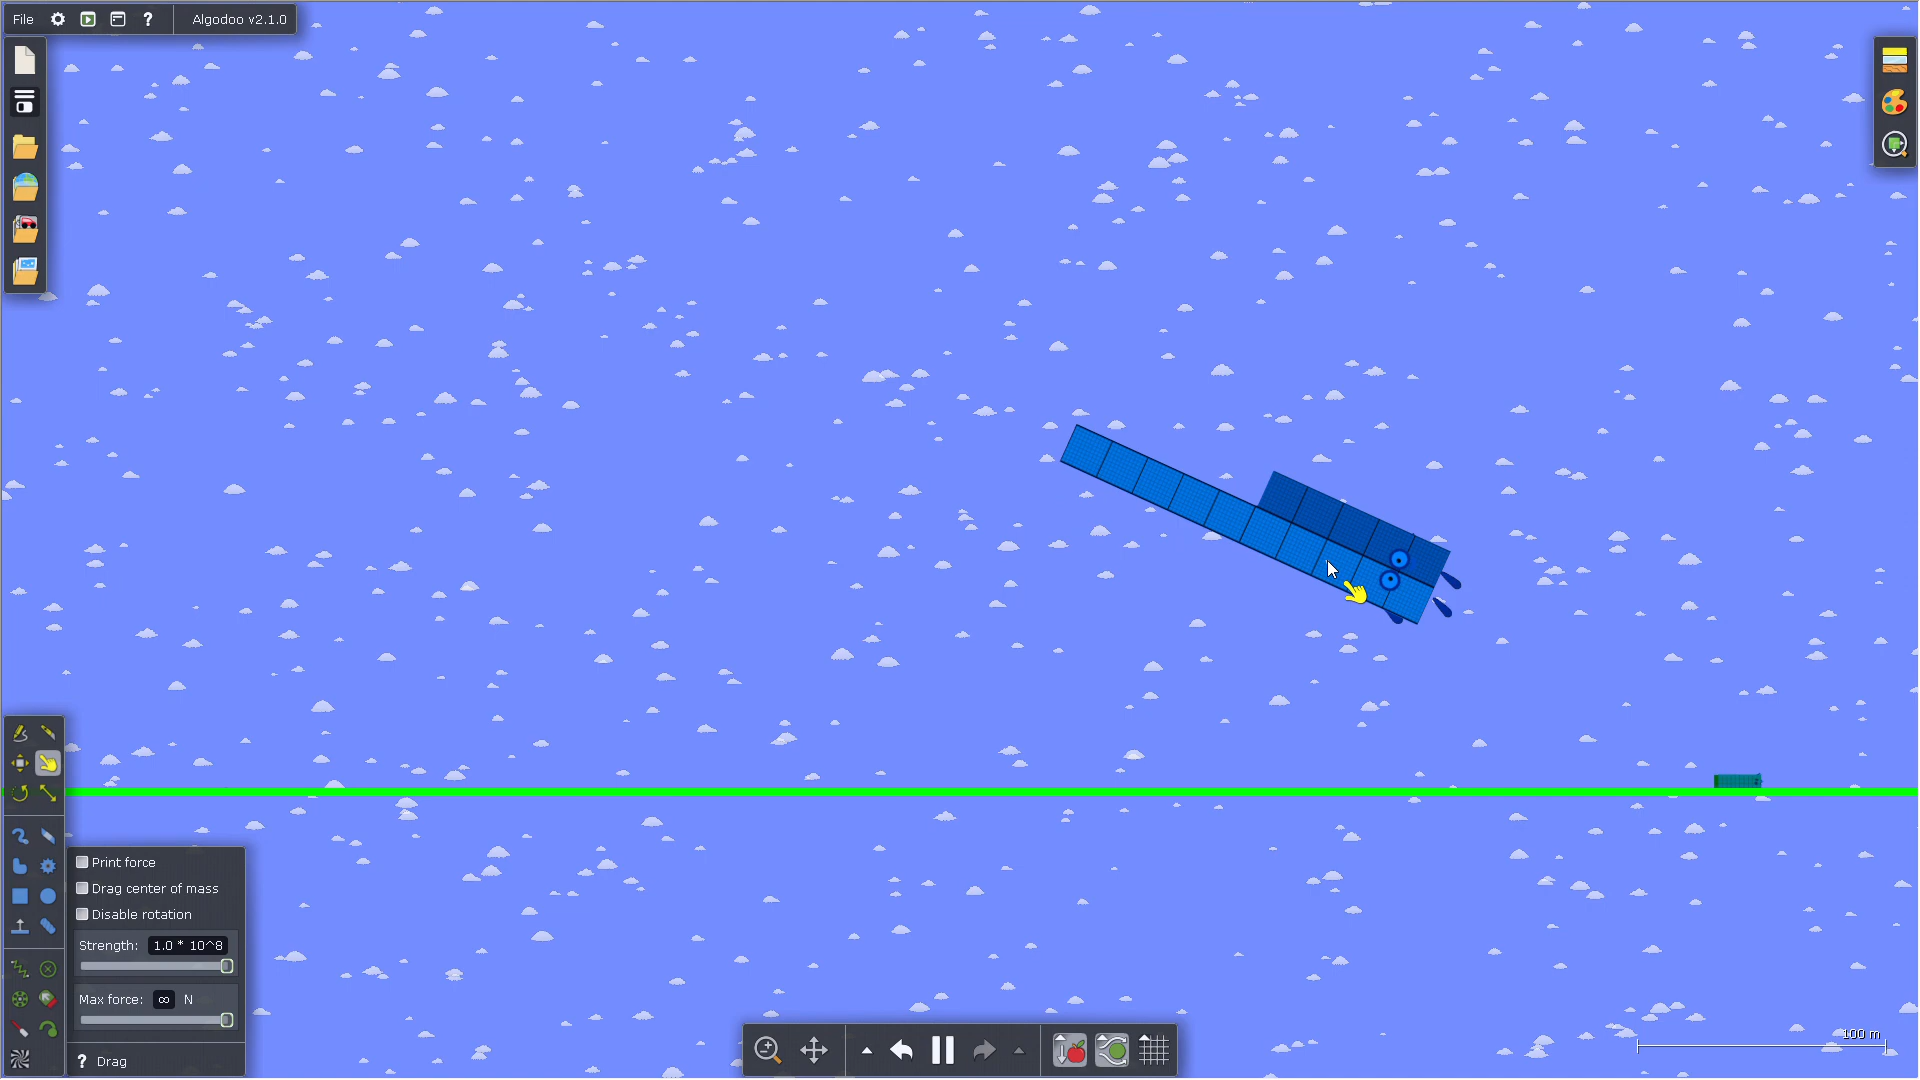 File ? Algodoo v2.1.0
Print force
Drag center of mass
Disable rotation
Strength: 1.0 * 10^8
Max force: ∞ N
? Drag
100 m